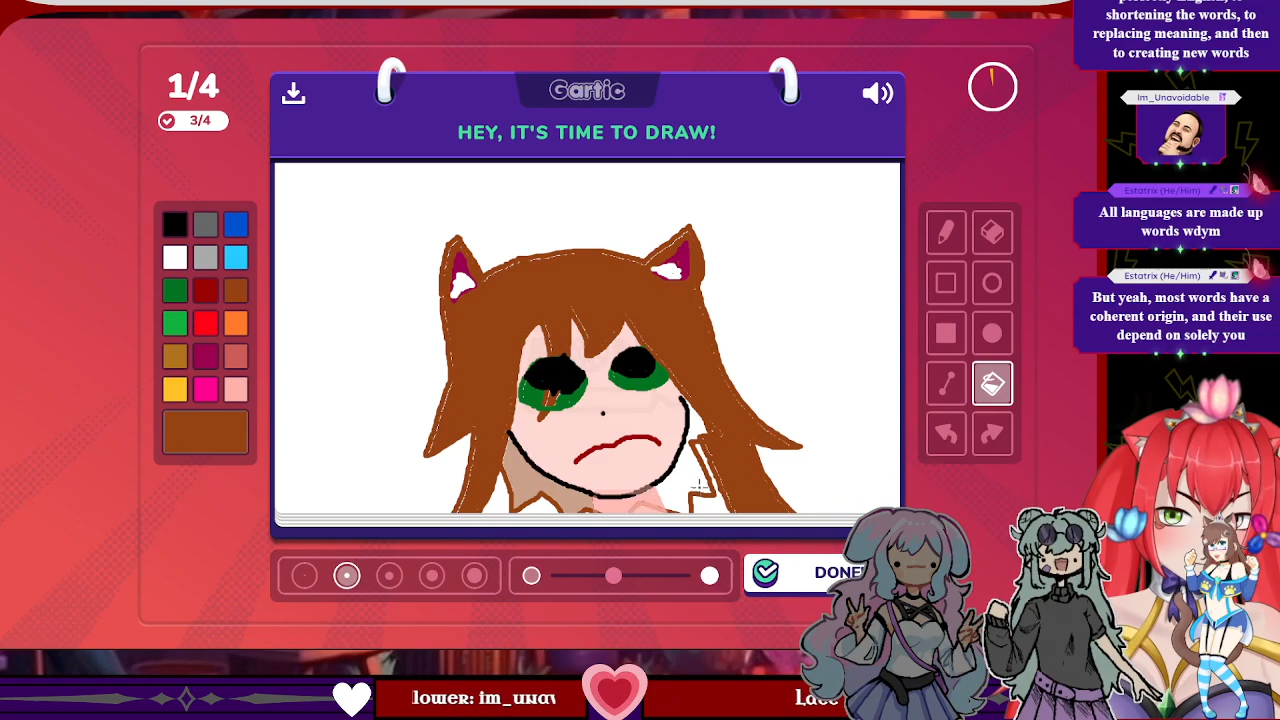 shortening the words, to
replacing meaning, and then
to creating new words
1/4
3/4
Gartic
HEY, IT'S TIME TO DRAW!
Im_Unavoidable
Estatrix (He/Him)
All languages are made up
words wdym
Estatrix (He/Him)
But yeah, most words have a
coherent origin, and their use
depend on solely you
DONE
lower: im_unav